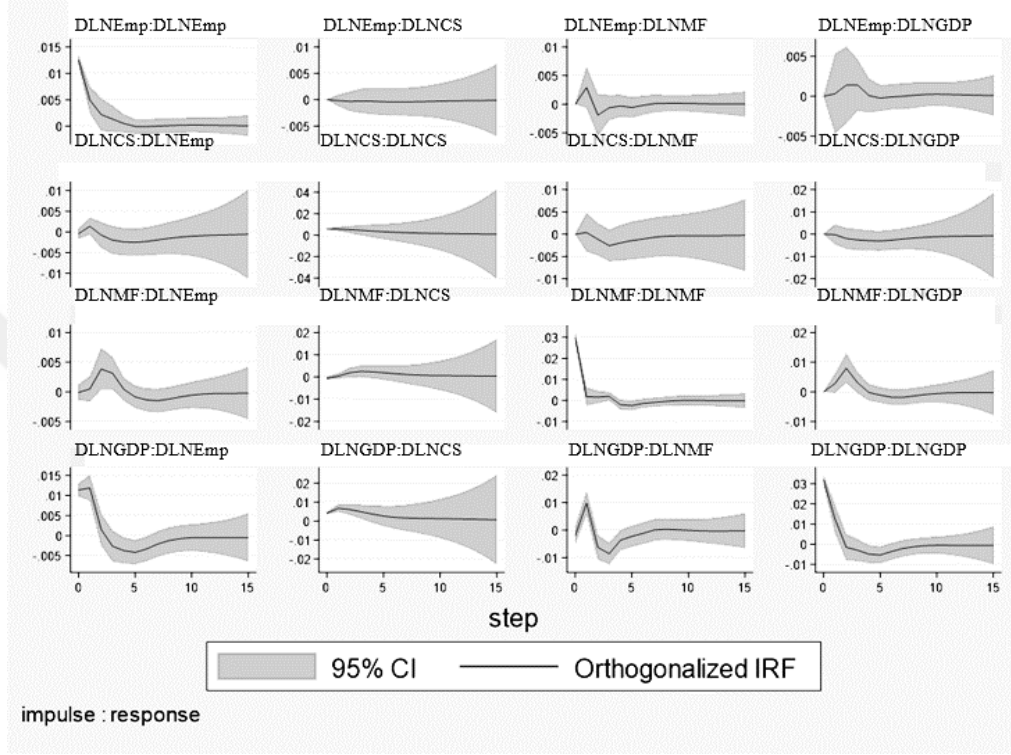 DLNEmp:DLNEmp DLNEmp:DLNCS DLNEmp:DLNMF DLNEmp:DLNGDP
.015 .01 .01
.01 .005 .005 .005
.005 0 0 0
0 -.005 -.005 -.005
DLNCS:DLNEmp DLNCS:DLNCS DLNCS:DLNMF DLNCS:DLNGDP
.01 .04 .01 .02
.005 .02 .005 .01
0 0 0 0
-.005 -.02 -.005 -.01
-.01 -.04 -.01 -.02
DLNMF:DLNEmp DLNMF:DLNCS DLNMF:DLNMF DLNMF:DLNGDP
.01 .02 .03 .02
.005 .01 .02 .01
0 0 .01 0
-.005 -.01 0 -.01
-.02 -.01
DLNGDP:DLNEmp DLNGDP:DLNCS DLNGDP:DLNMF DLNGDP:DLNGDP
.015 .02 .02 .03
.01 .01 .01 .02
.005 0 0 .01
0 -.01 -.01 0
-.005 -.02 -.01
0 5 10 15 0 5 10 15 0 5 10 15 0 5 10 15
step
95% CI Orthogonalized IRF
impulse : response